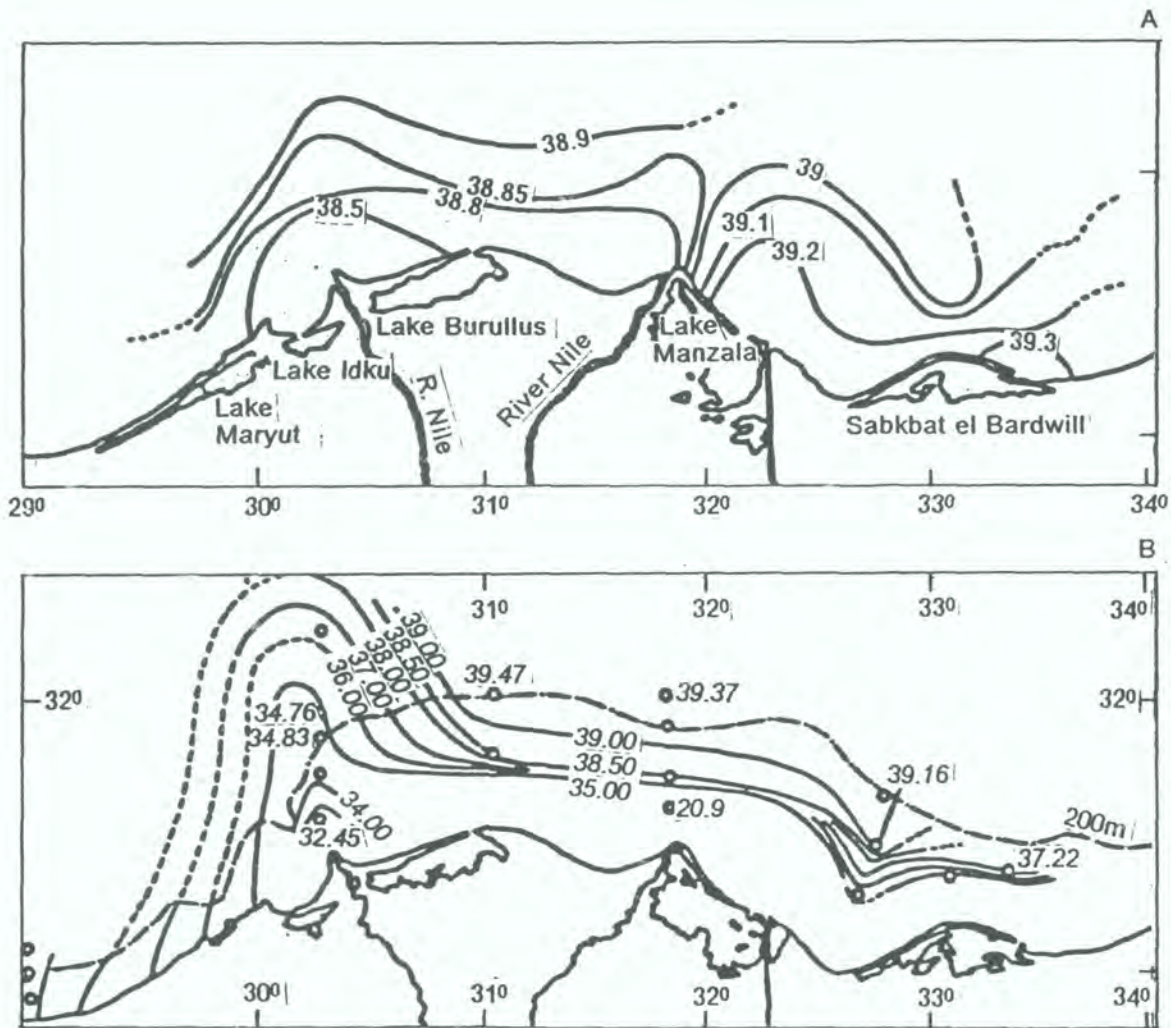 A
38.9
38.85
38.8
38.5
39
39.1
39.2
39.3
Lake Burullus
Lake Idku
Lake
Maryut
R. Nile
River Nile
Lake
Manzala
Sabkbat el Bardwill
29⁰ 30⁰ 31⁰ 32⁰ 33⁰ 34⁰
B
30⁰ 31⁰ 32⁰ 33⁰ 34⁰
39.00
38.50
38.00
37.00
36.00
39.47
39.37
32⁰
32⁰
34.76
34.83
39.00
38.50
35.00
39.16
20.9
34.00
32.45
200m
37.22
30⁰ 31⁰ 32⁰ 33⁰ 34⁰